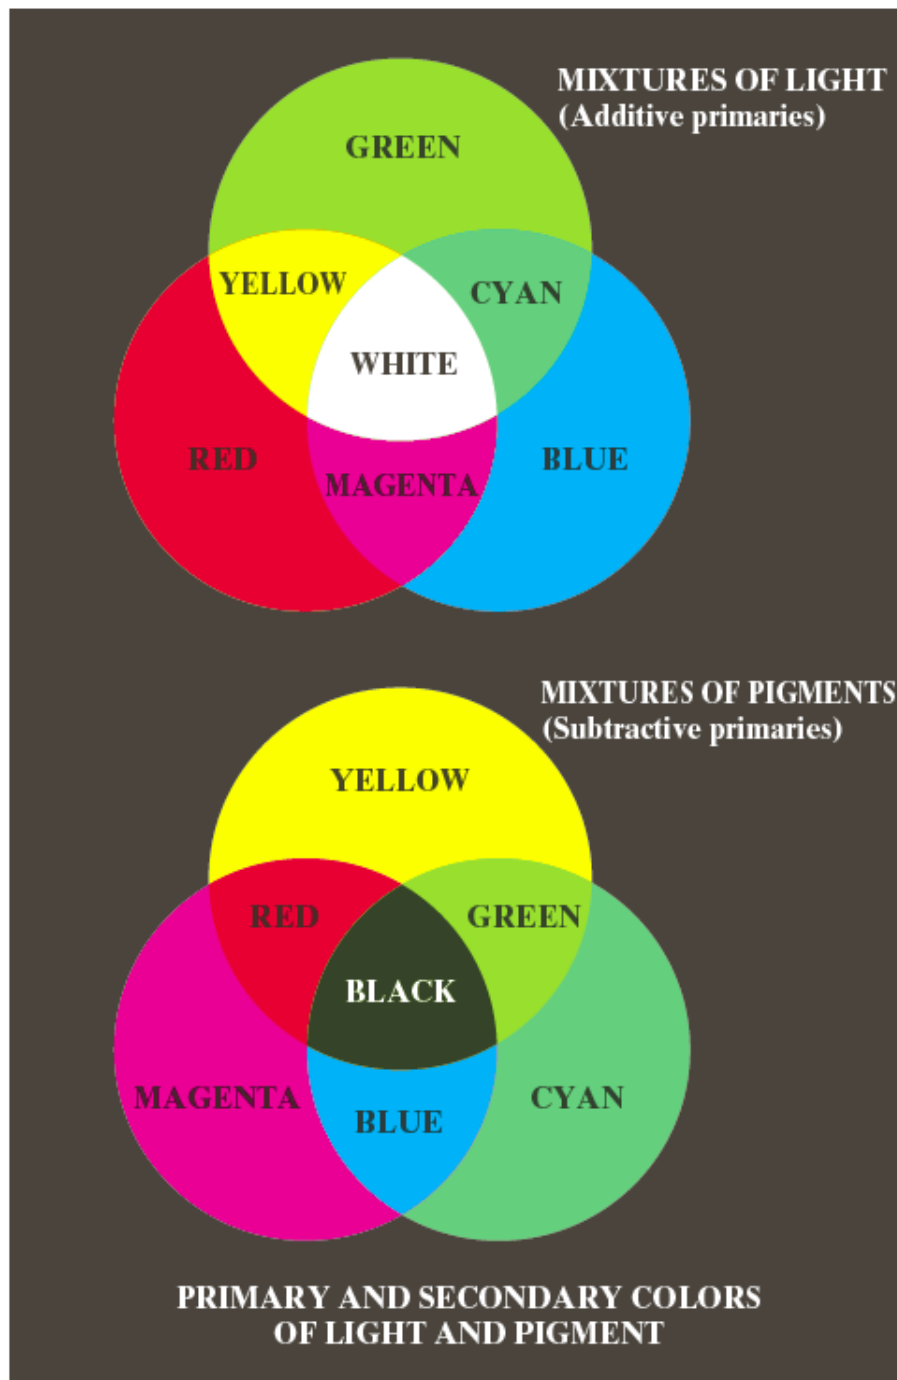 MIXTURES OF LIGHT
(Additive primaries)
GREEN
YELLOW
CYAN
WHITE
RED
BLUE
MAGENTA
MIXTURES OF PIGMENTS
(Subtractive primaries)
YELLOW
RED
GREEN
BLACK
MAGENTA
CYAN
BLUE
PRIMARY AND SECONDARY COLORS
OF LIGHT AND PIGMENT